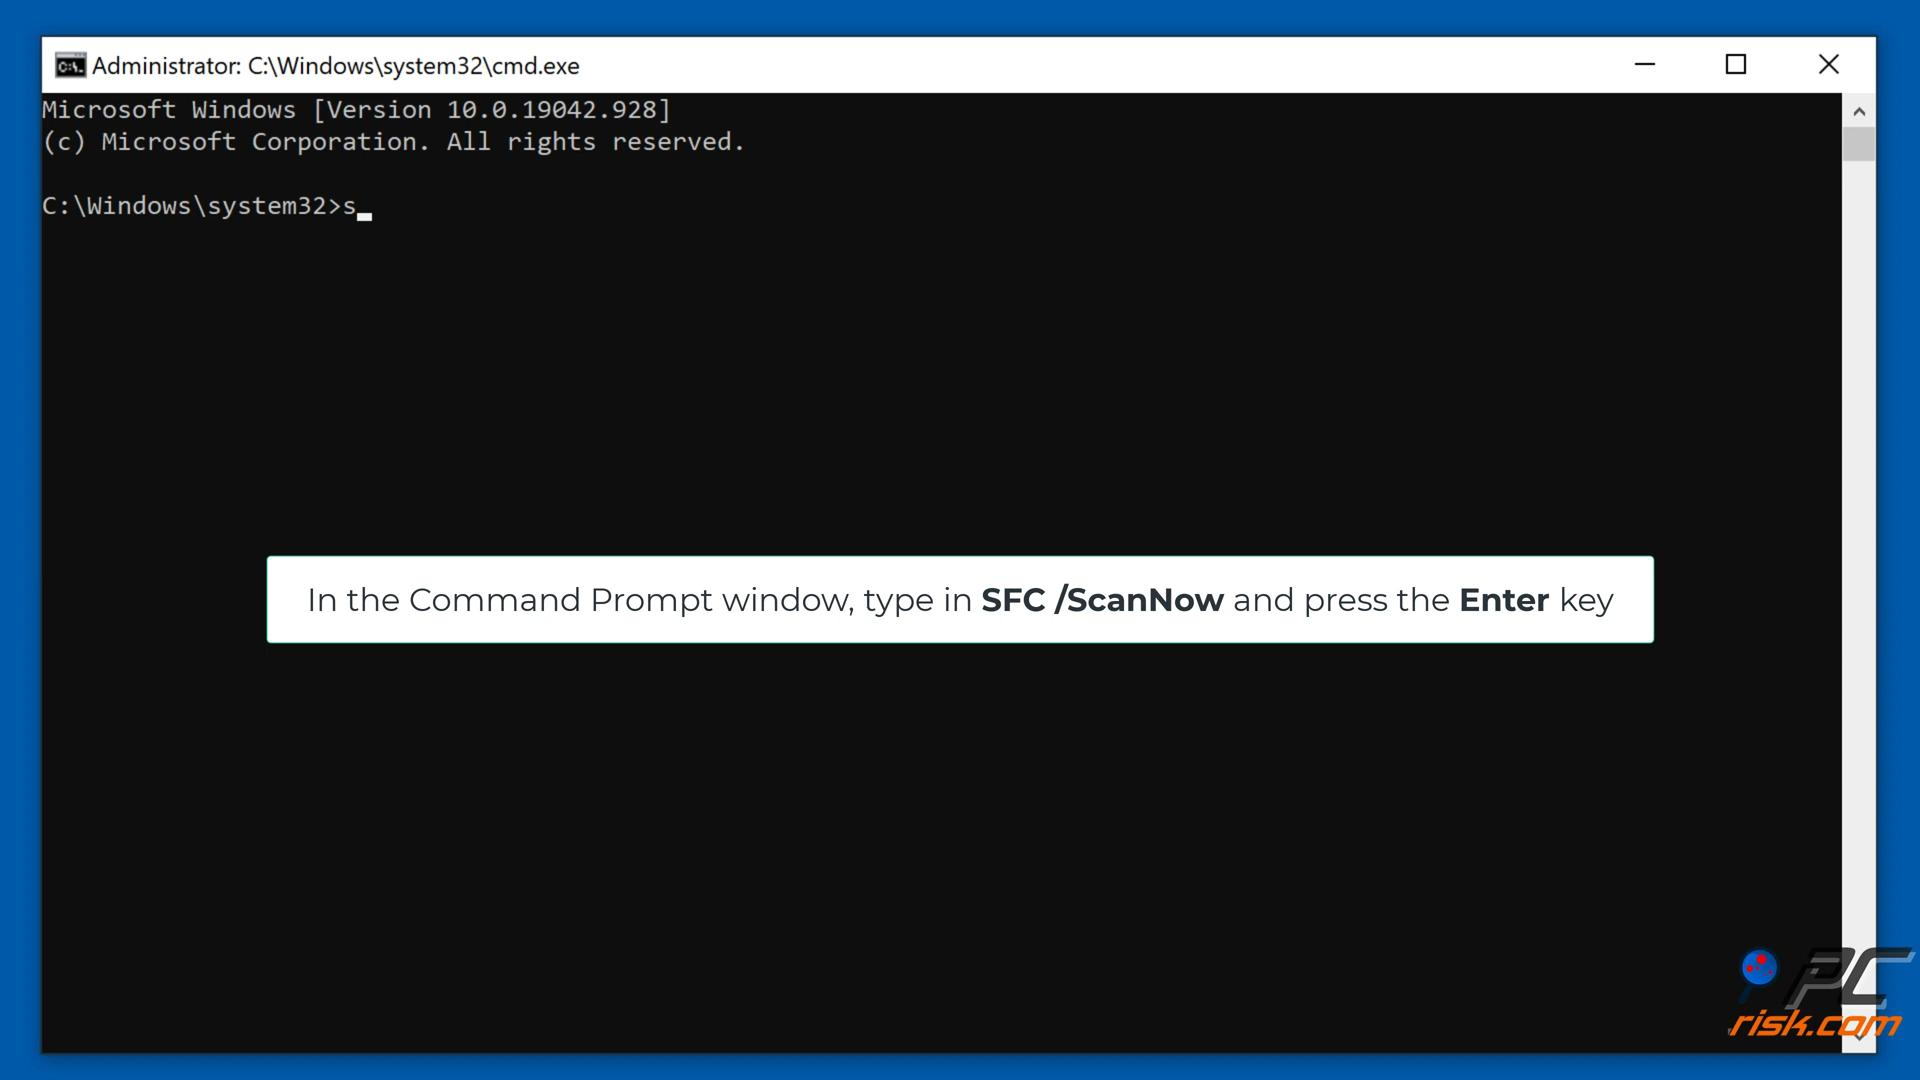 Administrator: C:\Windows\system32\cmd.exe
Microsoft Windows [Version 10.0.19042.928]
(c) Microsoft Corporation. All rights reserved.
C:\Windows\system32>s_
In the Command Prompt window, type in SFC /ScanNow and press the Enter key
PC
risk.com